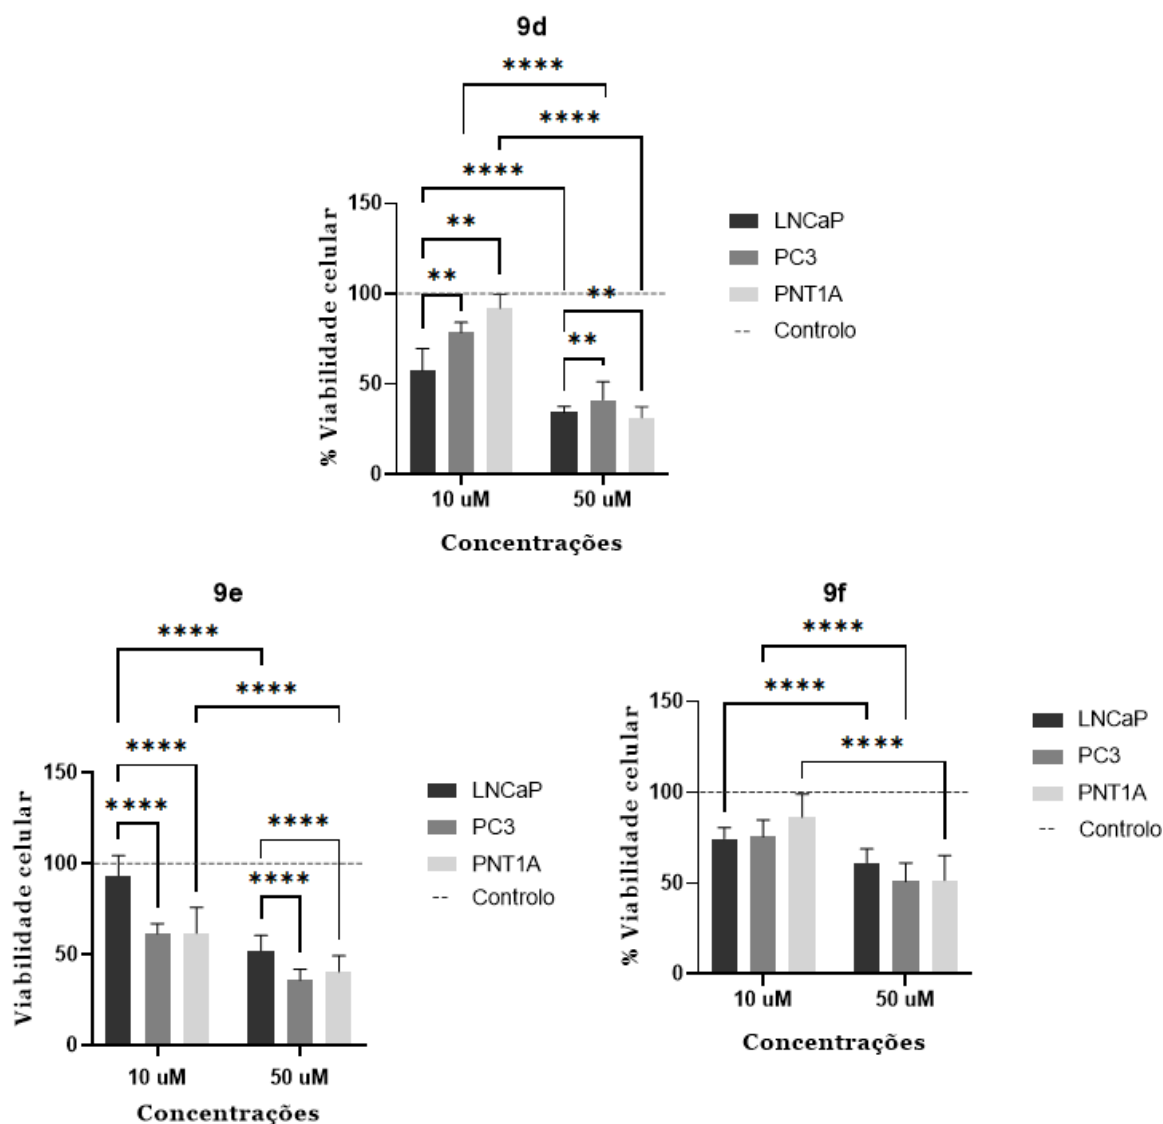 9d
****
****
****
**
**
**
**
% Viabilidade celular
150
100
50
0
10 uM
50 uM
Concentrações
LNCaP
PC3
PNT1A
Controlo
9e
****
****
****
****
****
****
Viabilidade celular
150
100
50
0
10 uM
50 uM
Concentrações
LNCaP
PC3
PNT1A
Controlo
9f
****
****
****
% Viabilidade celular
150
100
50
0
10 uM
50 uM
Concentrações
LNCaP
PC3
PNT1A
Controlo